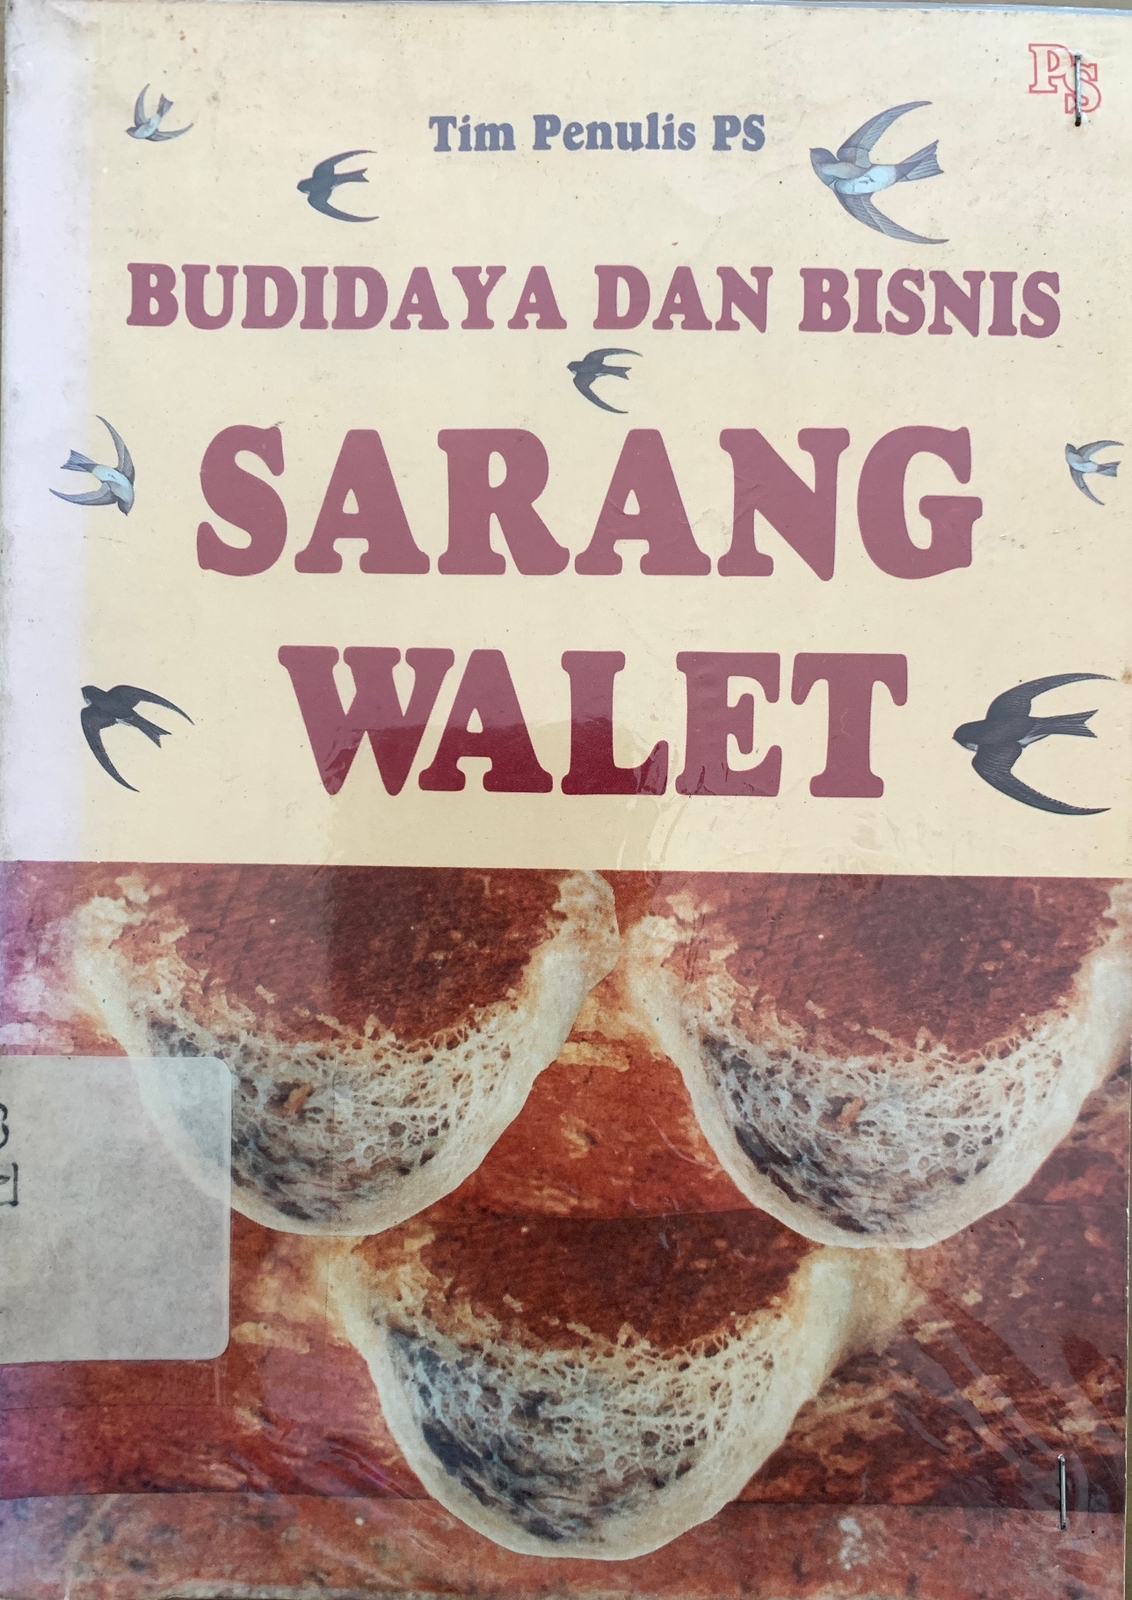 PS
Tim Penulis PS
BUDIDAYA DAN BISNIS
SARANG
WALET